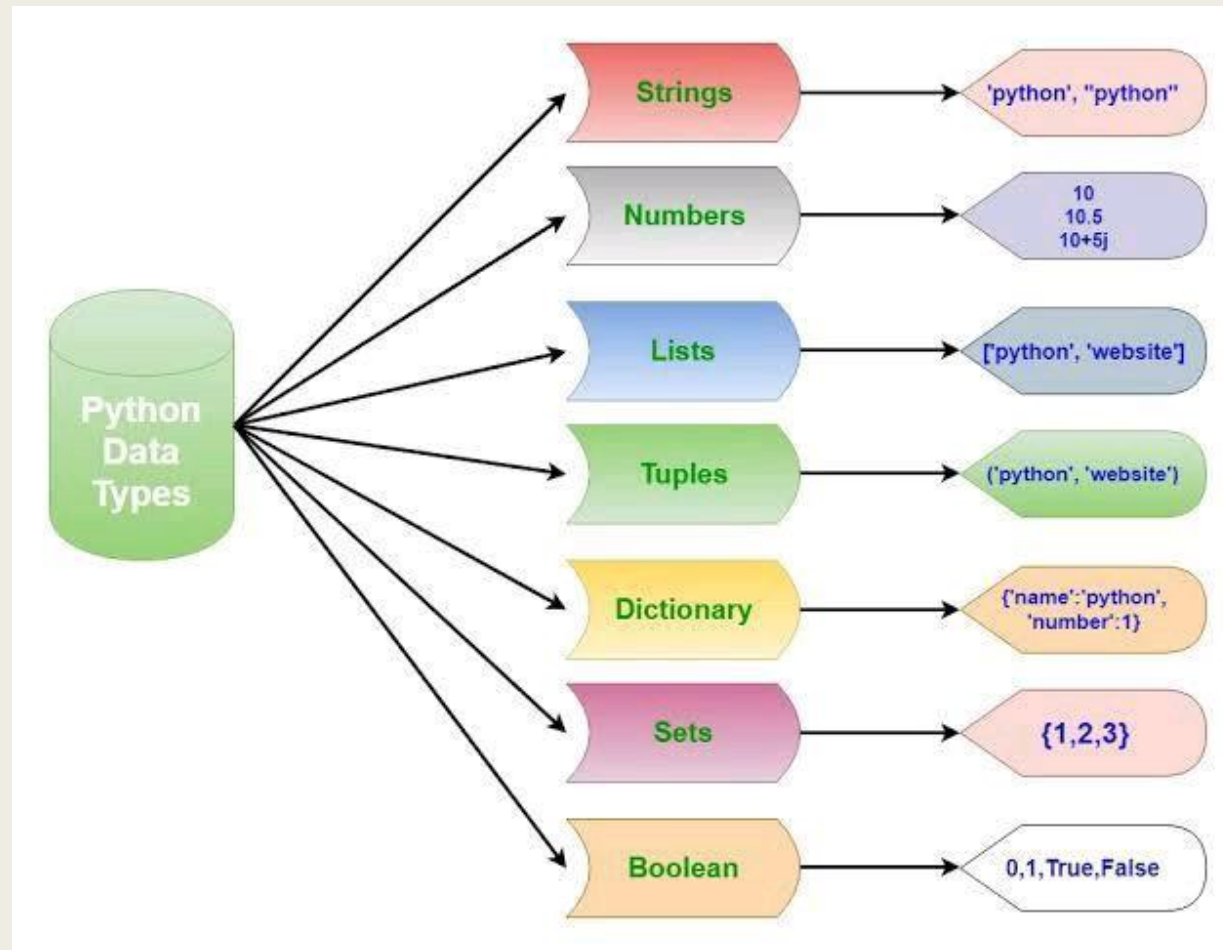 Python
Data
Types
Strings
'python', "python"
Numbers
10
10.5
10+5j
Lists
['python', 'website']
Tuples
('python', 'website')
Dictionary
{'name':'python',
'number':1}
Sets
{1,2,3}
Boolean
0,1,True,False